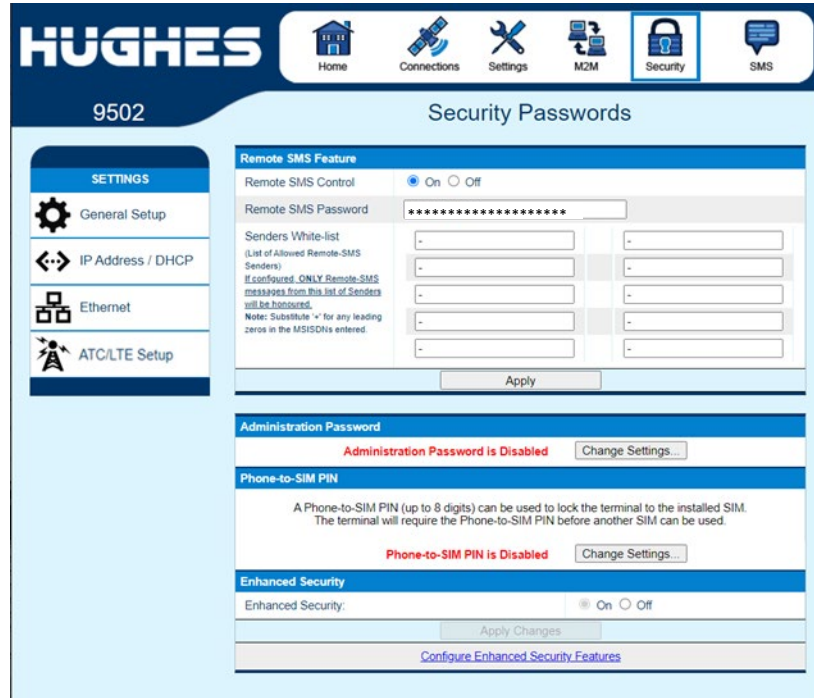 HUGHES
Home
Connections
Settings
M2M
Security
SMS
9502
Security Passwords
SETTINGS
General Setup
IP Address / DHCP
Ethernet
ATC/LTE Setup
Remote SMS Feature
Remote SMS Control On Off
Remote SMS Password ********************
Senders White-list
(List of Allowed Remote-SMS
Senders)
If configured, ONLY Remote-SMS
messages from this list of Senders
will be honoured.
Note: Substitute '+' for any leading
zeros in the MSISDNs entered.
- -
- -
- -
- -
- -
Apply
Administration Password
Administration Password is Disabled Change Settings...
Phone-to-SIM PIN
A Phone-to-SIM PIN (up to 8 digits) can be used to lock the terminal to the installed SIM.
The terminal will require the Phone-to-SIM PIN before another SIM can be used.
Phone-to-SIM PIN is Disabled Change Settings...
Enhanced Security
Enhanced Security: On Off
Apply Changes
Configure Enhanced Security Features